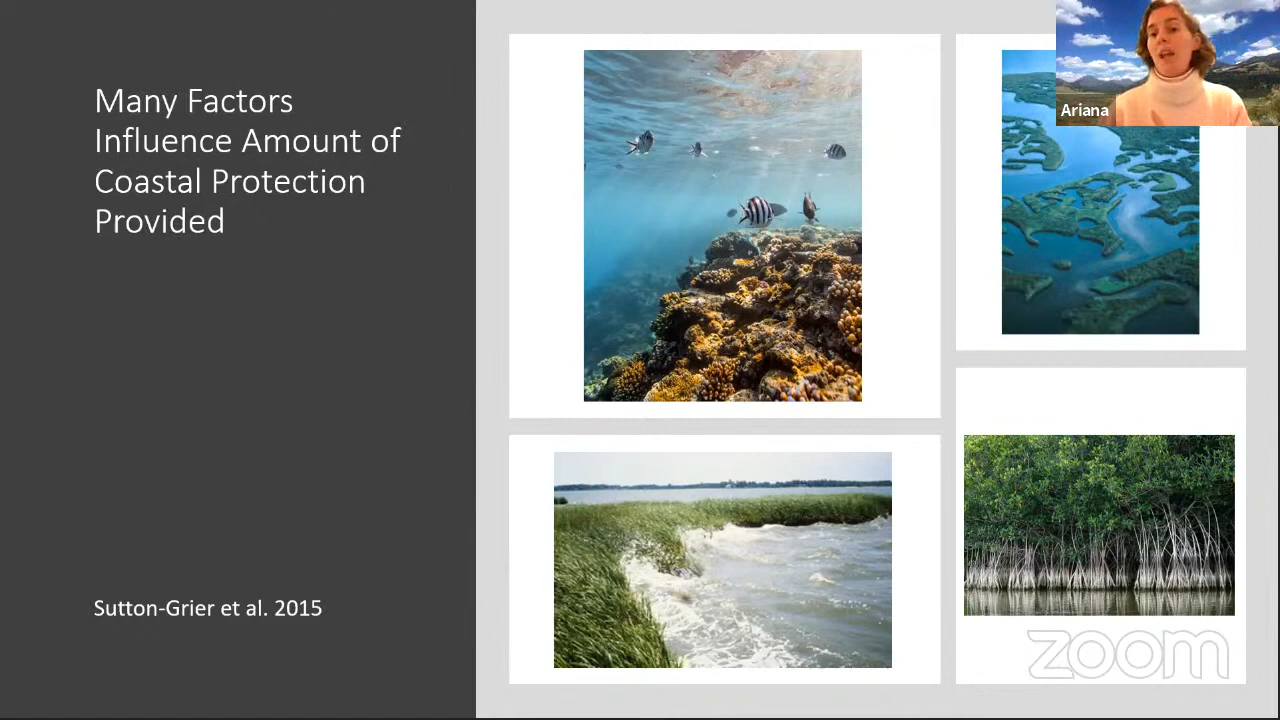 Many Factors
Influence Amount of
Coastal Protection
Provided
Sutton-Grier et al. 2015
Ariana
zoom